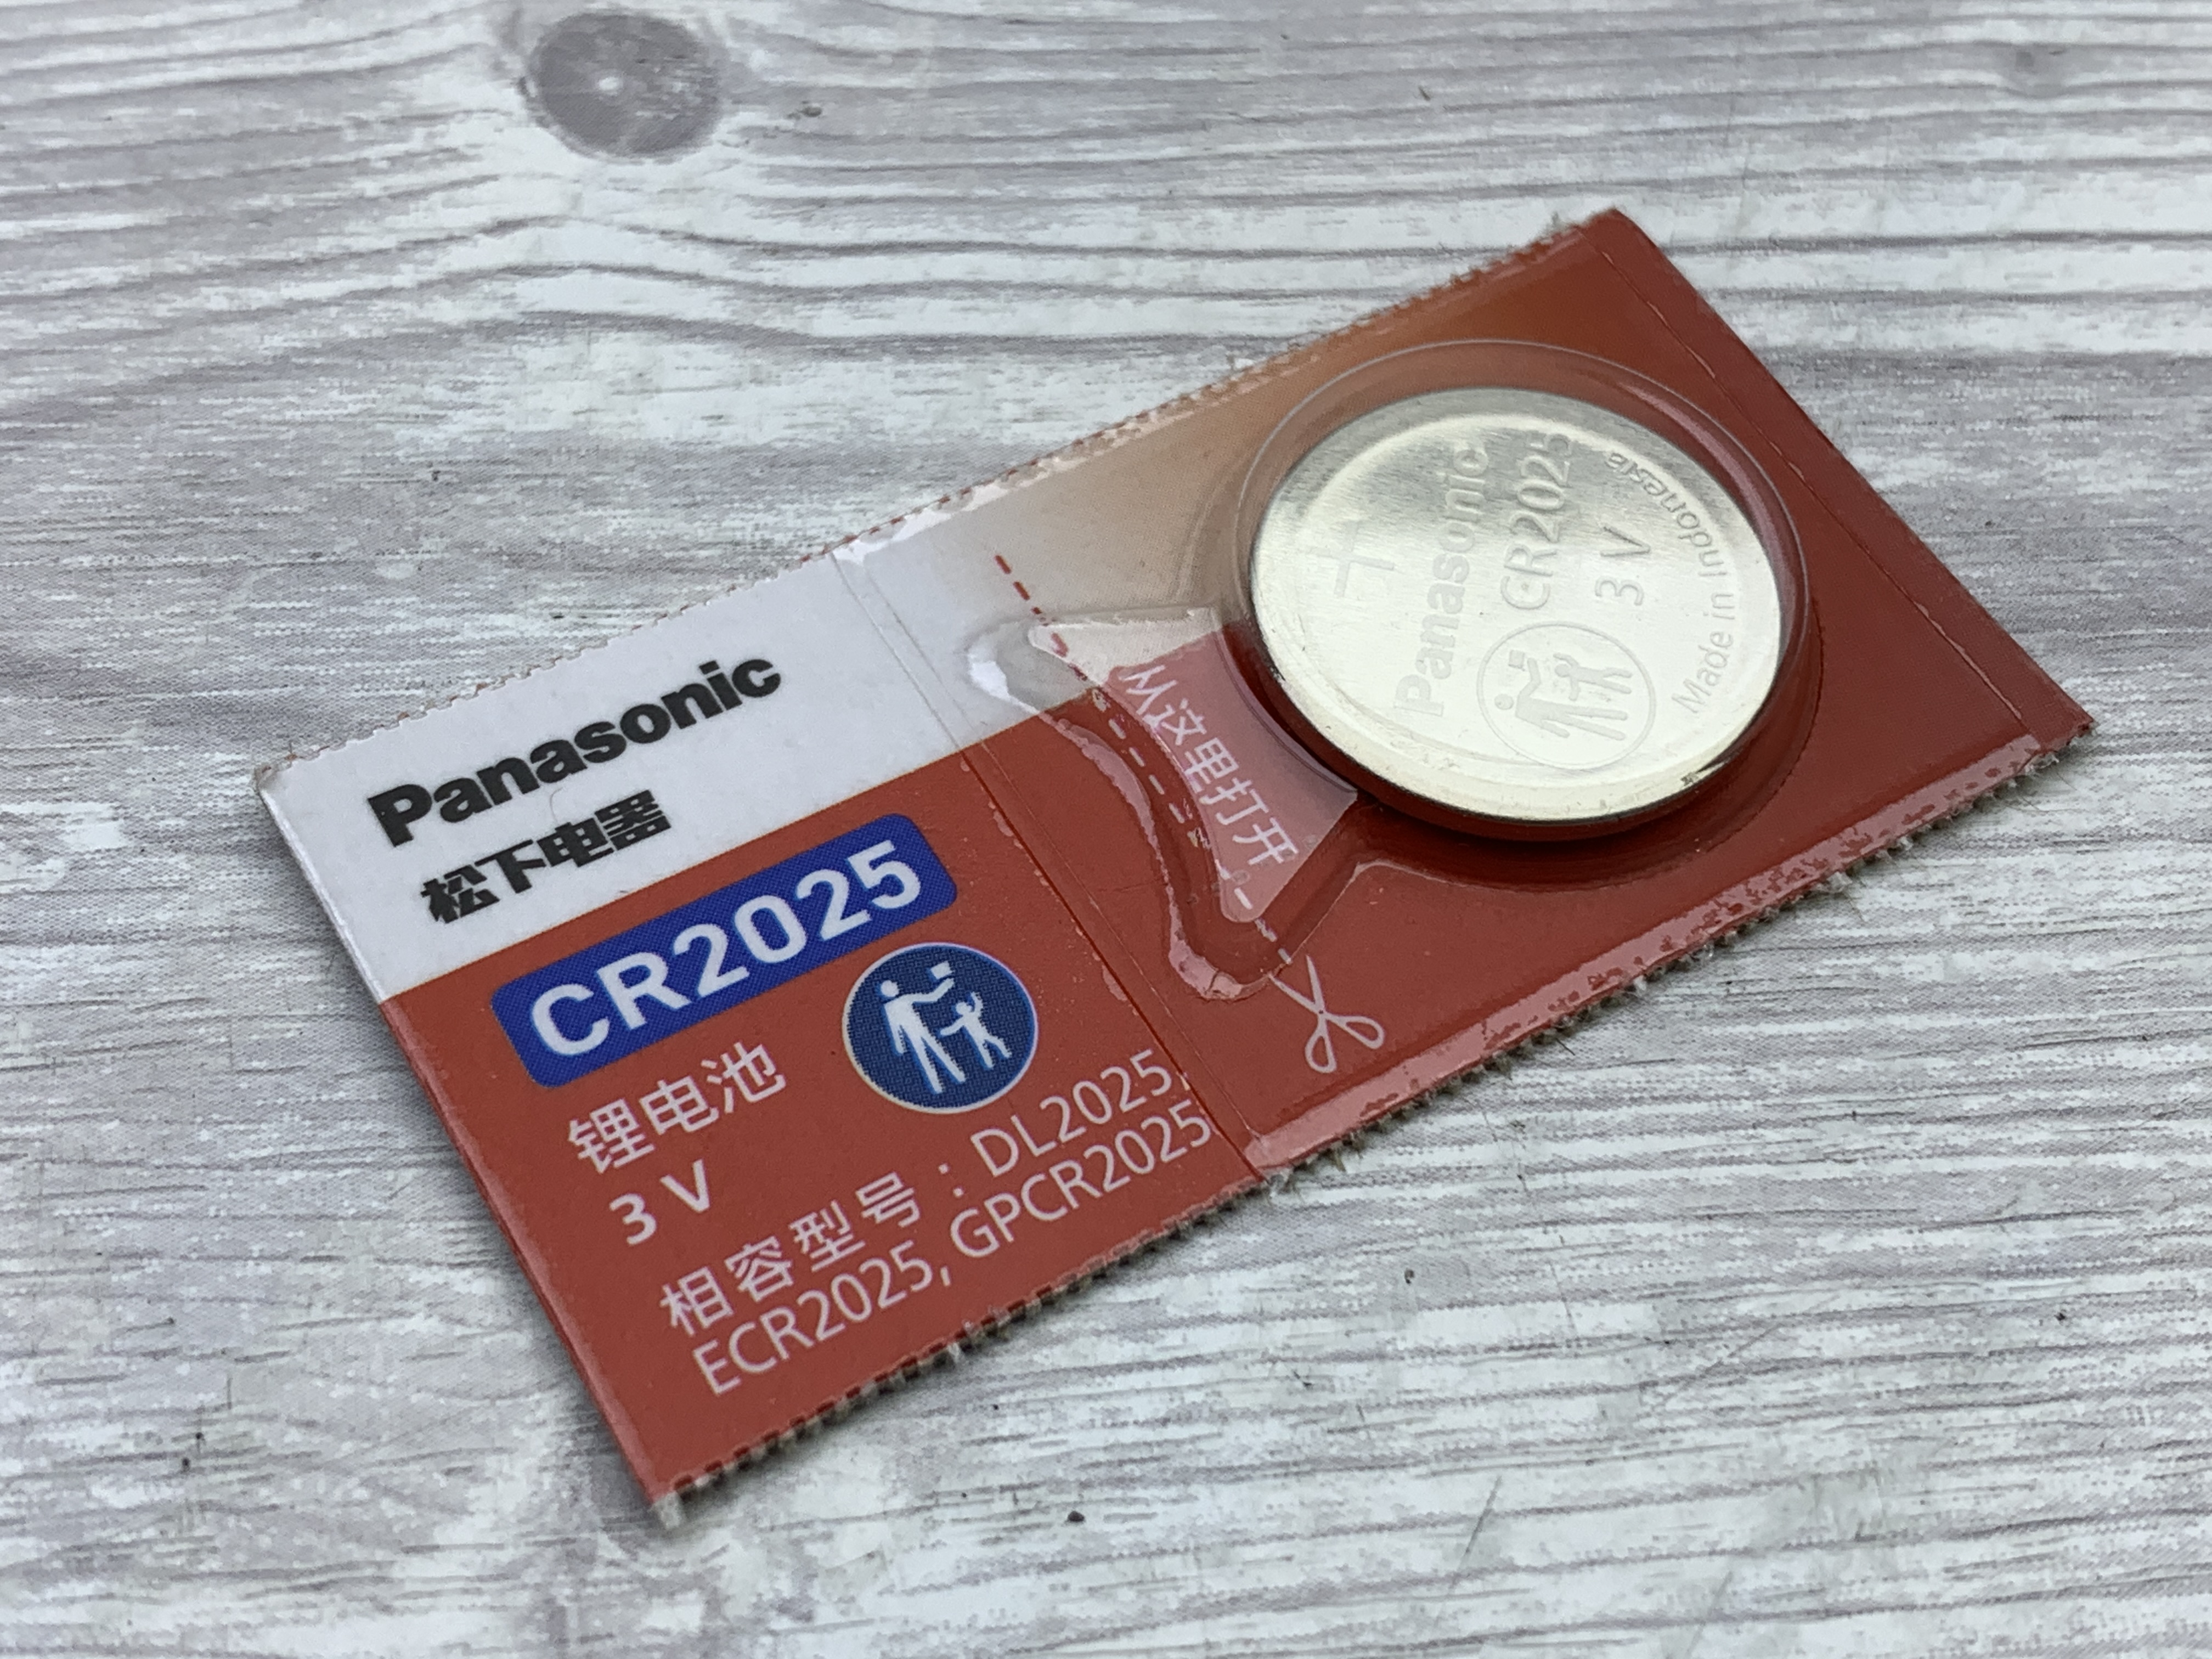 Panasonic
松下电器
CR2025
锂电池
3 V
相容型号：DL2025,
ECR2025, GPCR2025
从这里打开
+
Panasonic
CR2025
3 V
Made in Indonesia